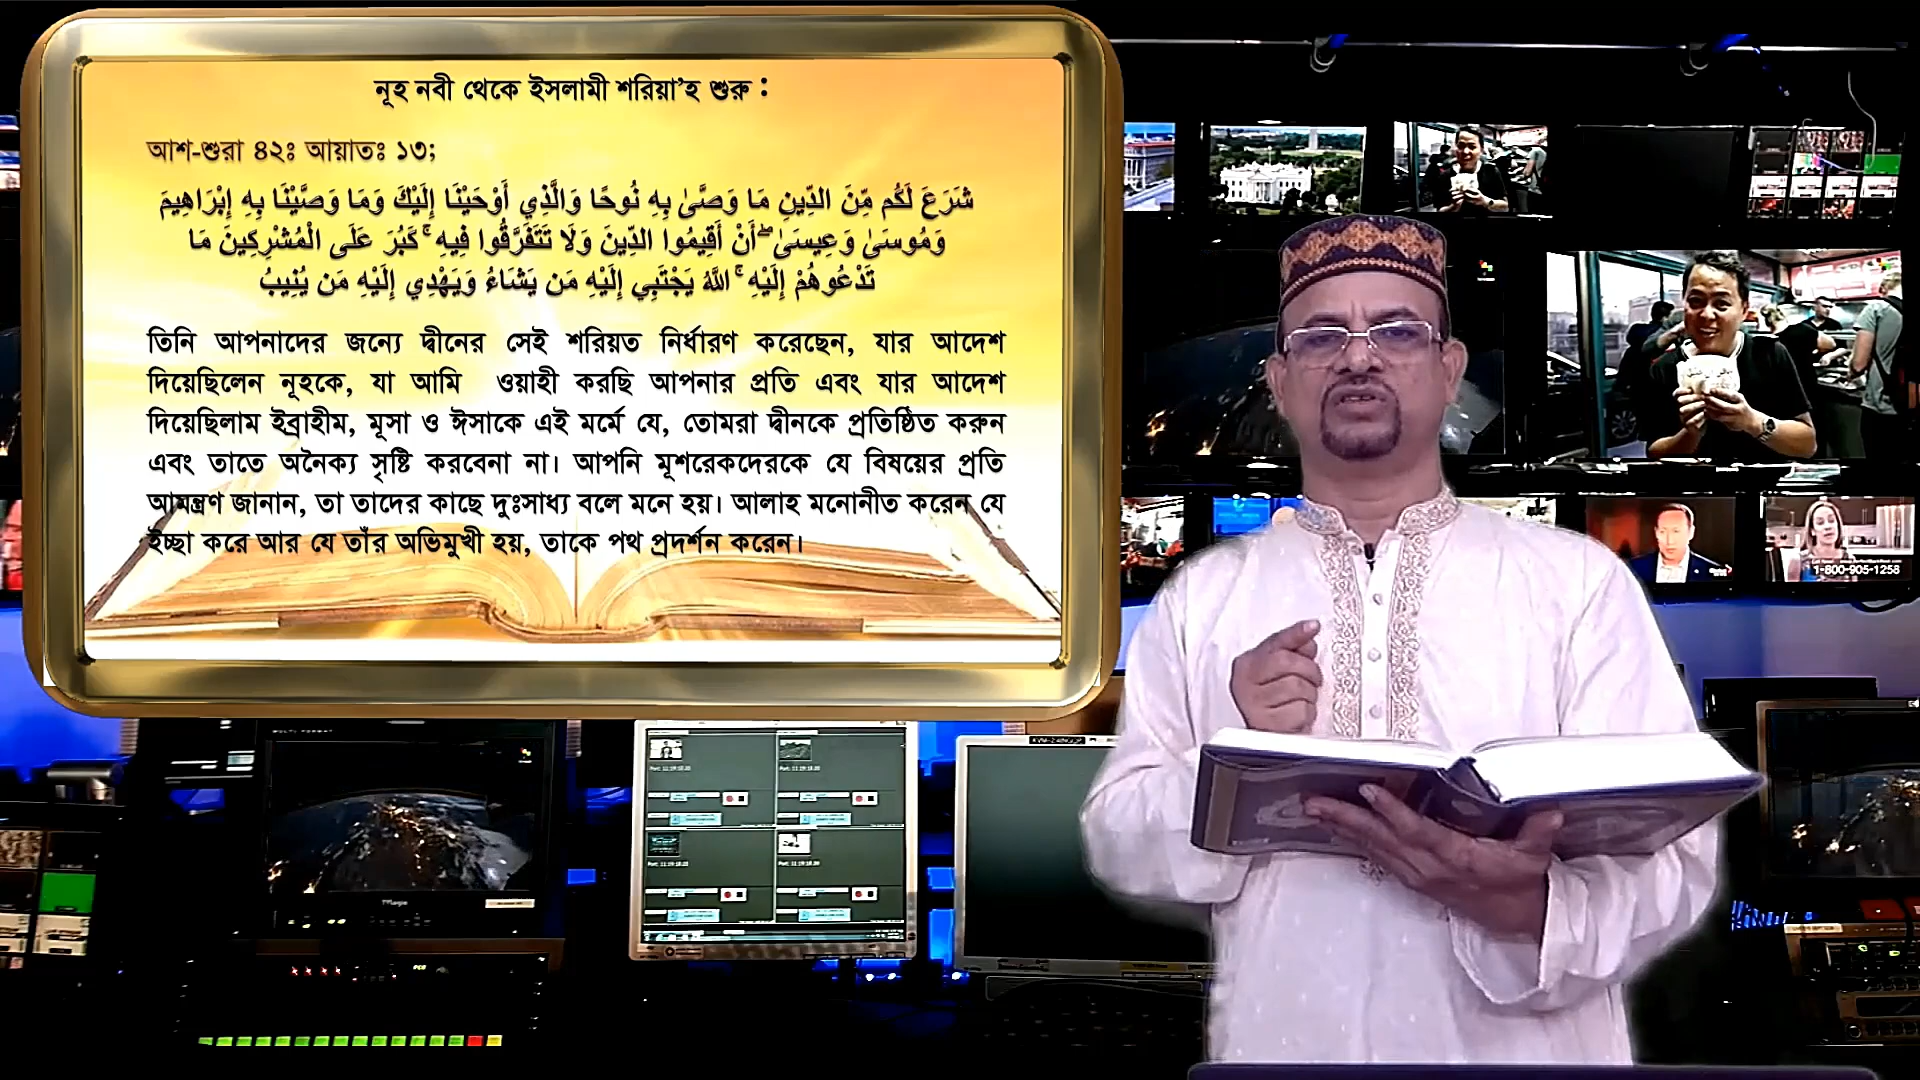 নূহ নবী থেকে ইসলামী শরিয়া’হ শুরু :
আশ-শুরা ৪২ঃ আয়াতঃ ১৩;
شَرَعَ لَكُم مِّنَ الدِّينِ مَا وَصَّىٰ بِهِ نُوحًا وَالَّذِي أَوْحَيْنَا إِلَيْكَ وَمَا وَصَّيْنَا بِهِ إِبْرَاهِيمَ
وَمُوسَىٰ وَعِيسَىٰ ۖ أَنْ أَقِيمُوا الدِّينَ وَلَا تَتَفَرَّقُوا فِيهِ ۚ كَبُرَ عَلَى الْمُشْرِكِينَ مَا
تَدْعُوهُمْ إِلَيْهِ ۚ اللَّهُ يَجْتَبِي إِلَيْهِ مَن يَشَاءُ وَيَهْدِي إِلَيْهِ مَن يُنِيبُ
তিনি আপনাদের জন্যে দ্বীনের সেই শরিয়ত নির্ধারণ করেছেন, যার আদেশ
দিয়েছিলেন নূহকে, যা আমি ওয়াহী করছি আপনার প্রতি এবং যার আদেশ
দিয়েছিলাম ইব্রাহীম, মূসা ও ঈসাকে এই মর্মে যে, তোমরা দ্বীনকে প্রতিষ্ঠিত করুন
এবং তাতে অনৈক্য সৃষ্টি করবেনা না। আপনি মূশরেকদেরকে যে বিষয়ের প্রতি
আমন্ত্রণ জানান, তা তাদের কাছে দুঃসাধ্য বলে মনে হয়। আলাহ মনোনীত করেন যে
ইচ্ছা করে আর যে তাঁর অভিমুখী হয়, তাকে পথ প্রদর্শন করেন।
1-800-905-1258